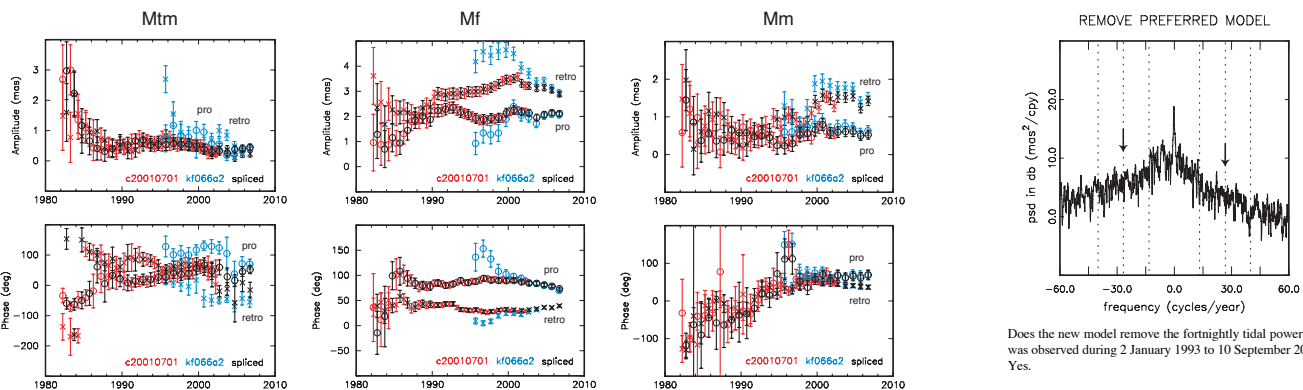 Mtm
Mf
Mm
REMOVE PREFERRED MODEL
Amplitude (mas)
3
2
1
0
pro
retro
c20010701 kf066a2 spliced
1980 1990 2000 2010
Amplitude (mas)
5
4
3
2
1
0
retro
pro
c20010701 kf066a2 spliced
1980 1990 2000 2010
Amplitude (mas)
2
1
0
retro
pro
c20010701 kf066a2 spliced
1980 1990 2000 2010
Phase (deg)
100
0
-100
-200
pro
retro
c20010701 kf066a2 spliced
1980 1990 2000 2010
Phase (deg)
150
100
50
0
-50
pro
retro
c20010701 kf066a2 spliced
1980 1990 2000 2010
Phase (deg)
100
0
-100
pro
retro
c20010701 kf066a2 spliced
1980 1990 2000 2010
psd in db (mas²/cpy)
20.0
10.0
0.0
-60.0 -30.0 0.0 30.0 60.0
frequency (cycles/year)
Does the new model remove the fortnightly tidal power
was observed during 2 January 1993 to 10 September 20
Yes.